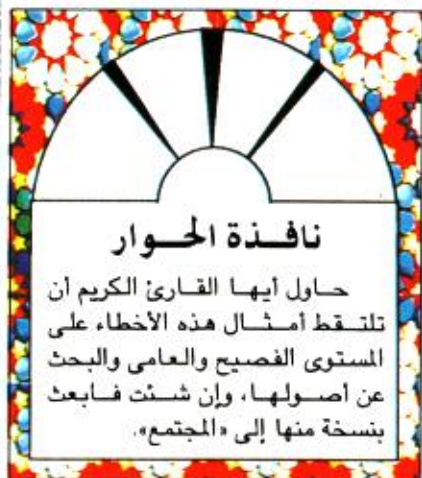 نافذة الحوار
حاول أيها القارئ الكريم أن
تلتقط أمثال هذه الأخطاء على
المستوى الفصيح والعامى والبحث
عن أصولها، وإن شئت فابعث
بنسخة منها إلى «المجتمع».